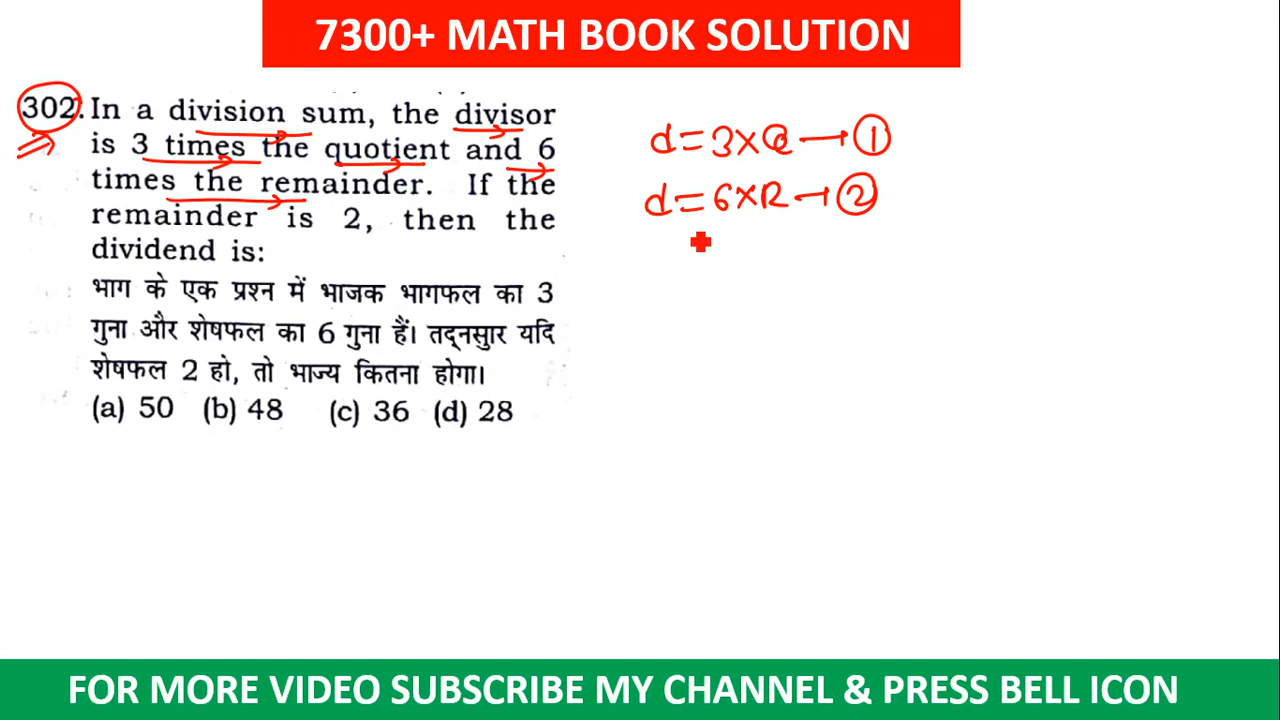 7300+ MATH BOOK SOLUTION
302. In a division sum, the divisor
is 3 times the quotient and 6
times the remainder. If the
remainder is 2, then the
dividend is:
भाग के एक प्रश्न में भाजक भागफल का 3
गुना और शेषफल का 6 गुना हैं। तद्नसुार यदि
शेषफल 2 हो, तो भाज्य कितना होगा।
(a) 50 (b) 48 (c) 36 (d) 28
d=3×Q → 1
d=6×R → 2
FOR MORE VIDEO SUBSCRIBE MY CHANNEL & PRESS BELL ICON